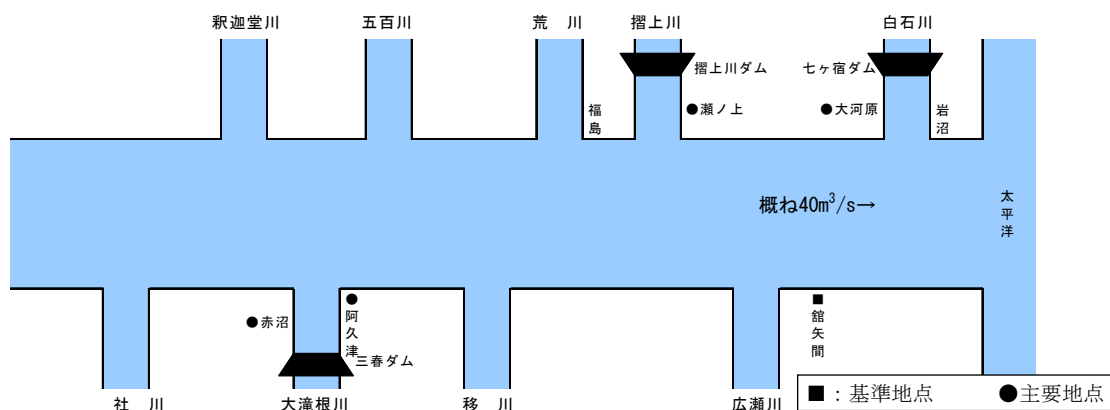 釈迦堂川
五百川
荒　川
摺上川
白石川
摺上川ダム
七ヶ宿ダム
福島
●瀬ノ上
●大河原
岩沼
概ね40m³/s→
太平洋
●赤沼
●阿久津
三春ダム
■舘矢間
社　川
大滝根川
移　川
広瀬川
■：基準地点　●主要地点